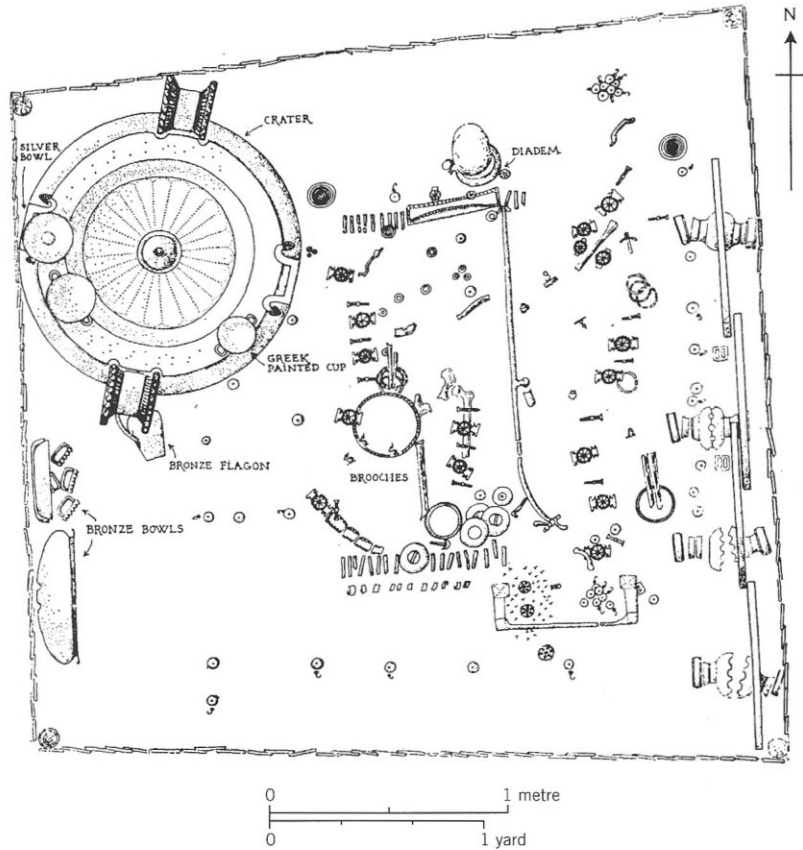 N
CRATER
SILVER
BOWL
DIADEM
GREEK
PAINTED CUP
BRONZE FLAGON
BROOCHES
BRONZE BOWLS
0 1 metre
0 1 yard